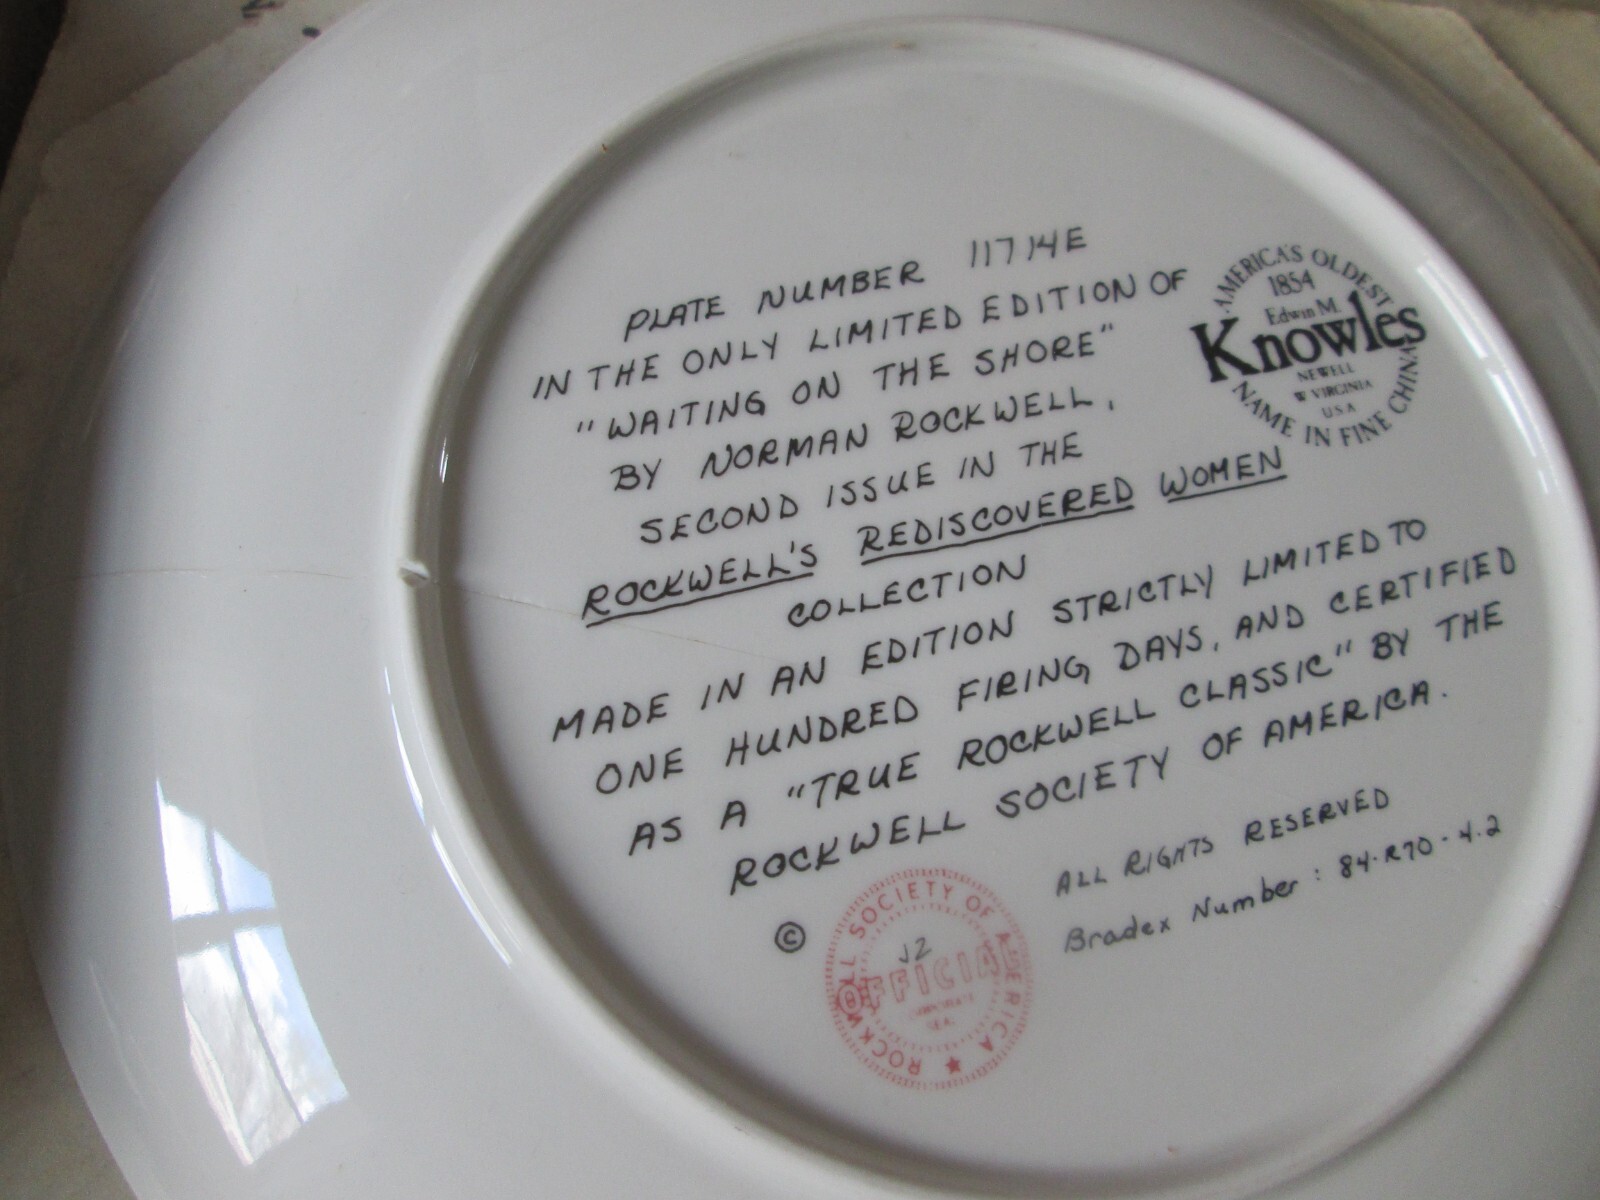 PLATE NUMBER 11714E
IN THE ONLY LIMITED EDITION OF
"WAITING ON THE SHORE"
BY NORMAN ROCKWELL,
SECOND ISSUE IN THE
ROCKWELL'S REDISCOVERED WOMEN
COLLECTION
MADE IN AN EDITION STRICTLY LIMITED TO
ONE HUNDRED FIRING DAYS, AND CERTIFIED
AS A "TRUE ROCKWELL CLASSIC" BY THE
ROCKWELL SOCIETY OF AMERICA.
AMERICA'S OLDEST
1854
Edwin M.
Knowles
NEWELL
W VIRGINIA
U.S.A
NAME IN FINE CHINA
©
ROCKWELL SOCIETY OF AMERICA
J2
OFFICIAL
SEAL
ALL RIGHTS RESERVED
Bradex Number: 84-R70-4.2